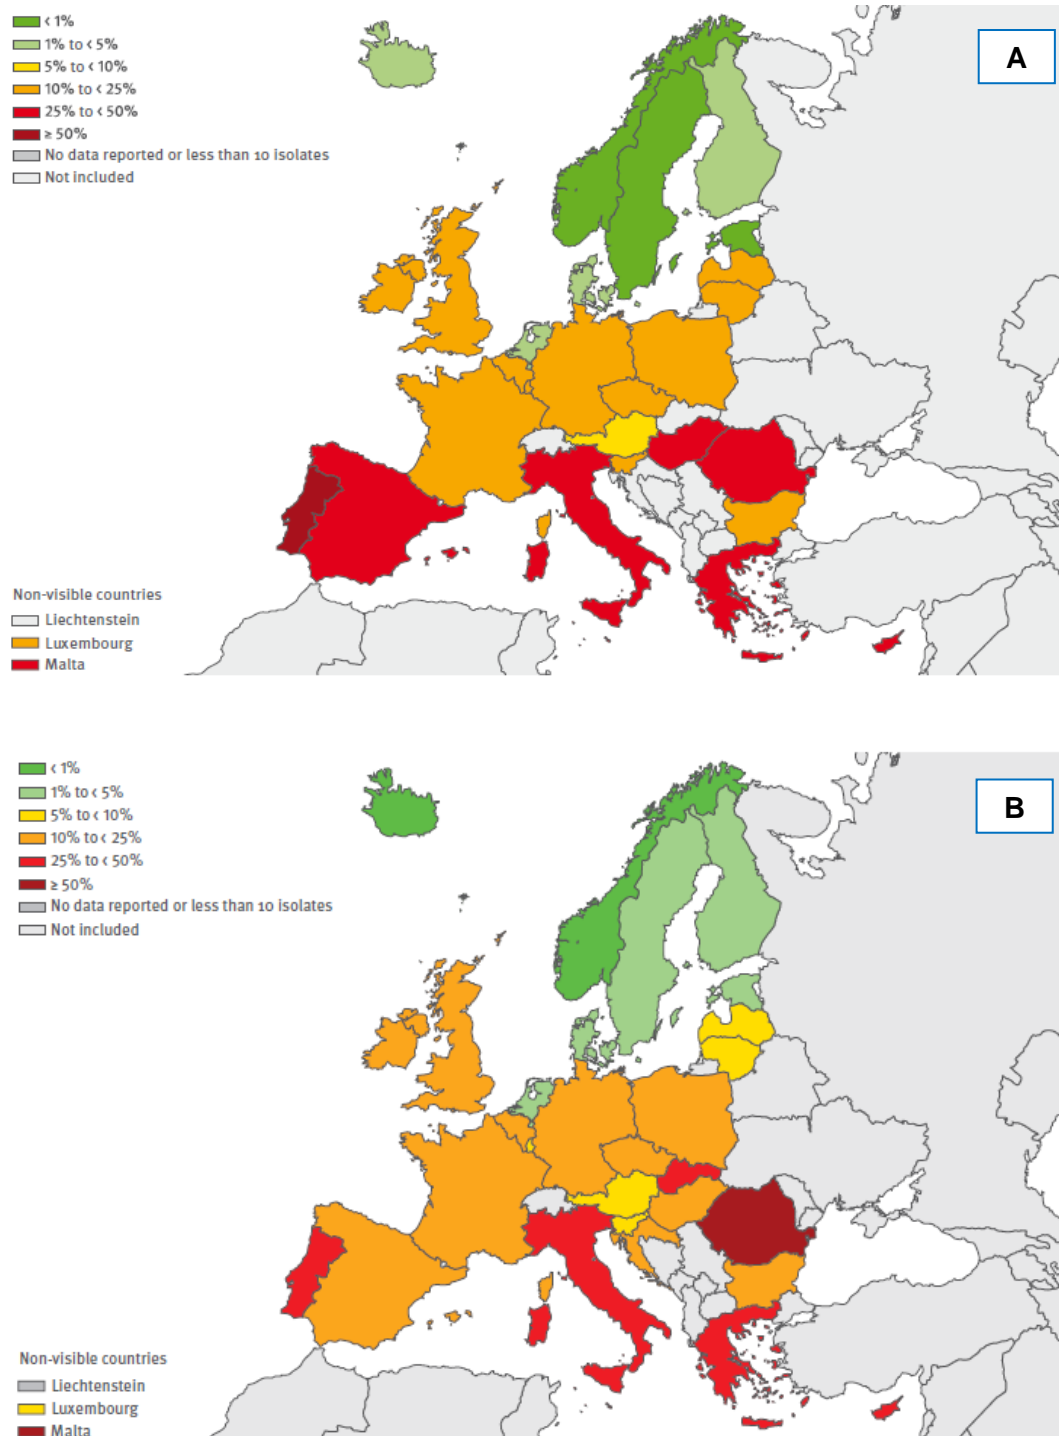 < 1%
1% to < 5%
5% to < 10%
10% to < 25%
25% to < 50%
≥ 50%
No data reported or less than 10 isolates
Not included
A
Non-visible countries
Liechtenstein
Luxembourg
Malta
< 1%
1% to < 5%
5% to < 10%
10% to < 25%
25% to < 50%
≥ 50%
No data reported or less than 10 isolates
Not included
B
Non-visible countries
Liechtenstein
Luxembourg
Malta